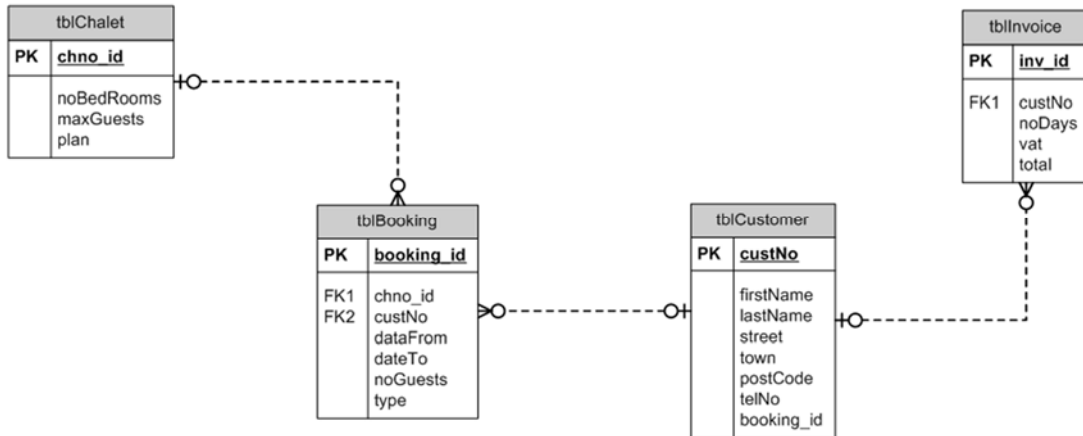 tblChalet
PK chno_id
noBedRooms
maxGuests
plan
tblBooking
PK booking_id
FK1 chno_id
FK2 custNo
dataFrom
dateTo
noGuests
type
tblCustomer
PK custNo
firstName
lastName
street
town
postCode
telNo
booking_id
tblInvoice
PK inv_id
FK1 custNo
noDays
vat
total